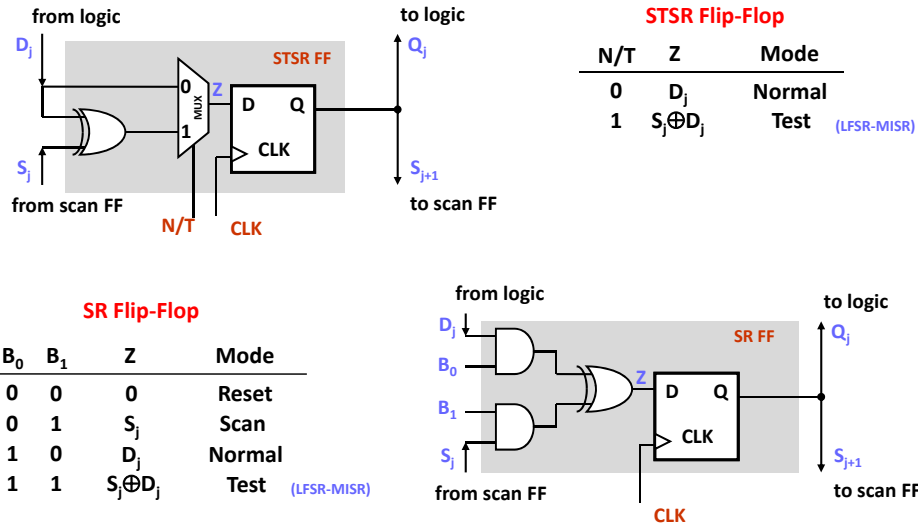 from logic
D_j
STSR FF
0
MUX
Z
D Q
1
CLK
S_j
from scan FF
N/T
CLK
to logic
Q_j
S_{j+1}
to scan FF
STSR Flip-Flop
N/T Z Mode
0 D_j Normal
1 S_j⊕D_j Test (LFSR-MISR)
SR Flip-Flop
B_0 B_1 Z Mode
0 0 0 Reset
0 1 S_j Scan
1 0 D_j Normal
1 1 S_j⊕D_j Test (LFSR-MISR)
from logic
D_j
SR FF
B_0
Z
D Q
B_1
CLK
S_j
from scan FF
CLK
to logic
Q_j
S_{j+1}
to scan FF